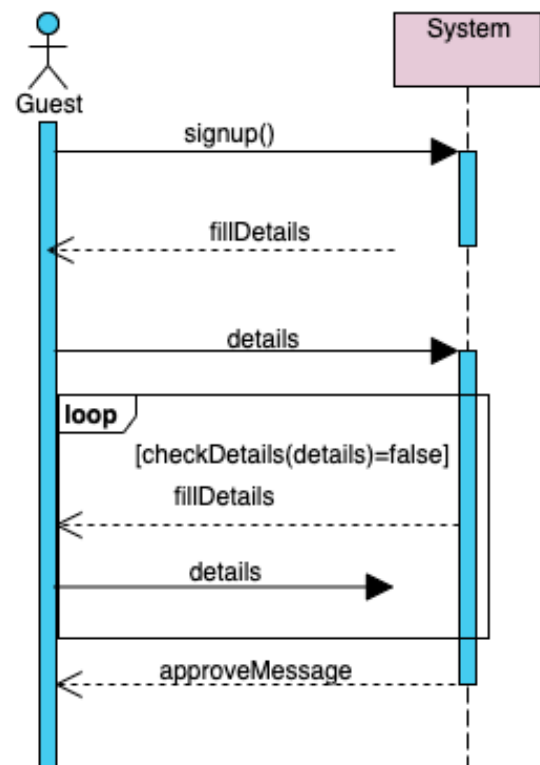 System
Guest
signup()
fillDetails
details
loop
[checkDetails(details)=false]
fillDetails
details
approveMessage